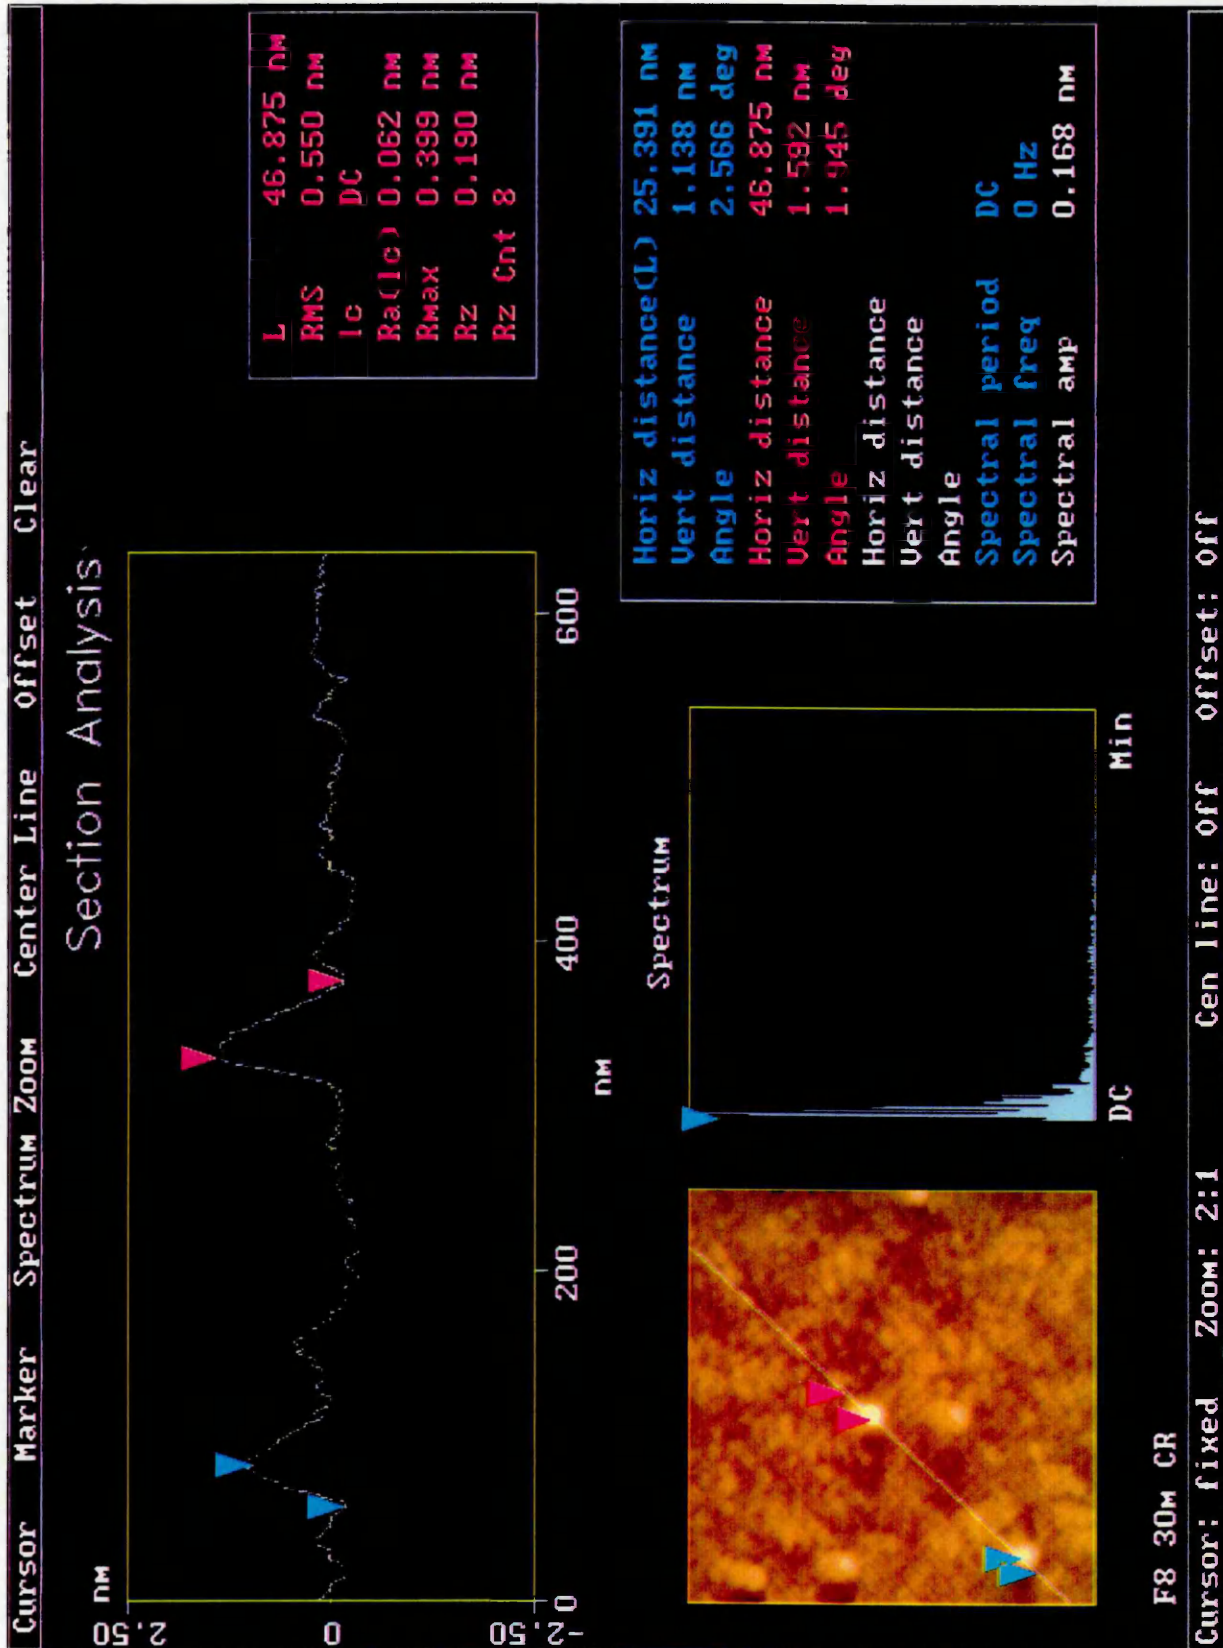 Cursor Marker Spectrum Zoom Center Line Offset Clear
Section Analysis
nM
2.50
0
-2.50
0 200 400 600
nM
L 46.875 nM
RMS 0.550 nM
lc DC
Ra(lc) 0.062 nM
Rmax 0.399 nM
Rz 0.190 nM
Rz Cnt 8
Spectrum
DC Min
Horiz distance(L) 25.391 nM
Vert distance 1.138 nM
Angle 2.566 deg
Horiz distance 46.875 nM
Vert distance 1.592 nM
Angle 1.945 deg
Horiz distance
Vert distance
Angle
Spectral period DC
Spectral freq 0 Hz
Spectral amp 0.168 nM
F8 30M CR
Cursor: fixed Zoom: 2:1 Cen line: Off Offset: Off